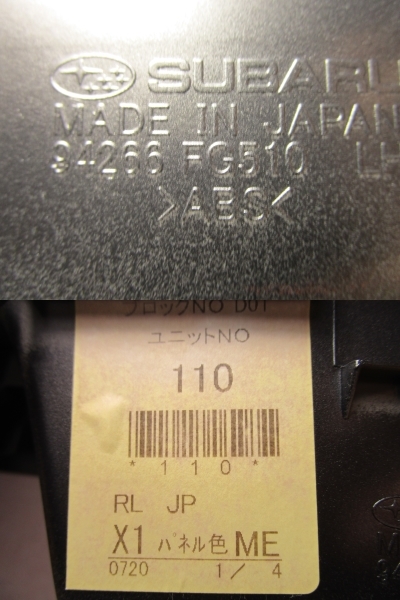 SUBARU
MADE IN JAPAN
94266 FG510 LH
>ABS<
ブロックNO D01
ユニットNO
110
*110*
RL JP
X1 パネル色 ME
0720 1/4